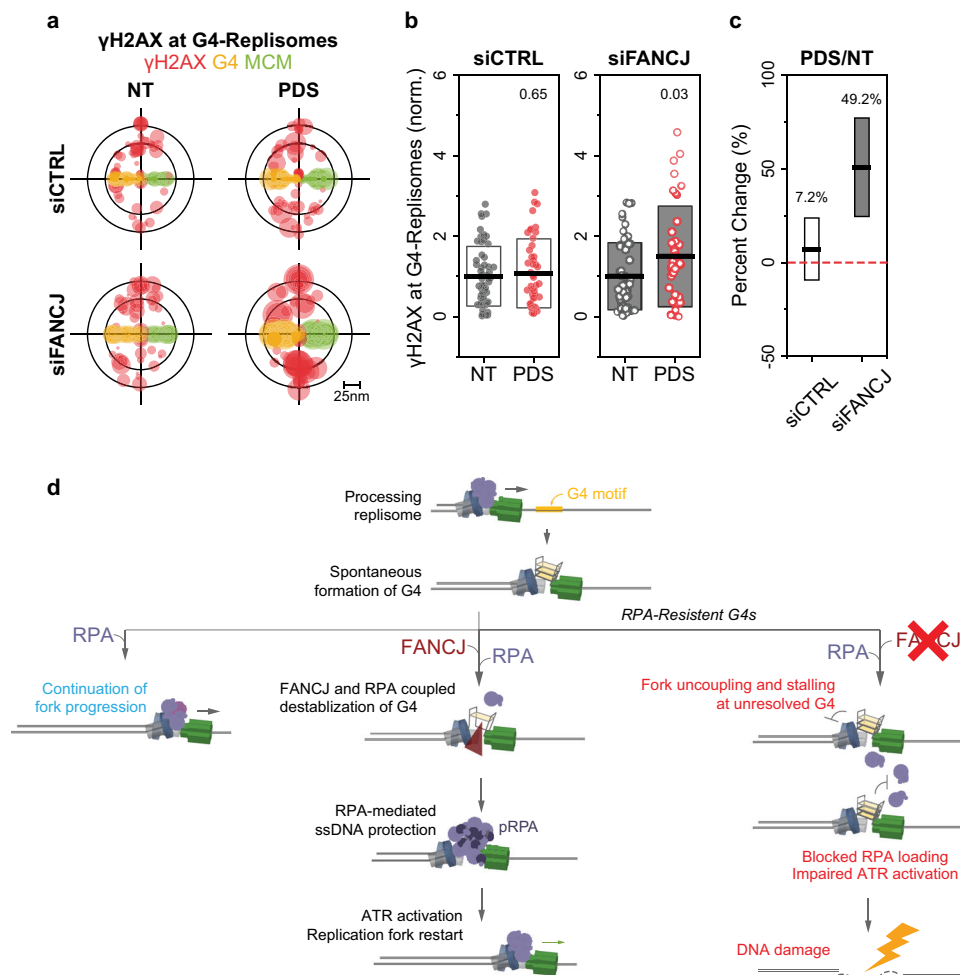 a
γH2AX at G4-Replisomes
γH2AX G4 MCM
NT
PDS
siCTRL
siFANCJ
25nm
b
siCTRL
siFANCJ
γH2AX at G4-Replisomes (norm.)
6
4
2
0
0.65
NT
PDS
6
4
2
0
0.03
NT
PDS
c
PDS/NT
Percent Change (%)
100
50
0
-50
7.2%
49.2%
siCTRL
siFANCJ
d
Processing
replisome
G4 motif
Spontaneous
formation of G4
RPA-Resistent G4s
RPA
FANCJ
RPA
RPA
FANCJ
Continuation of
fork progression
FANCJ and RPA coupled
destablization of G4
Fork uncoupling and stalling
at unresolved G4
RPA-mediated
ssDNA protection
pRPA
Blocked RPA loading
Impaired ATR activation
ATR activation
Replication fork restart
DNA damage